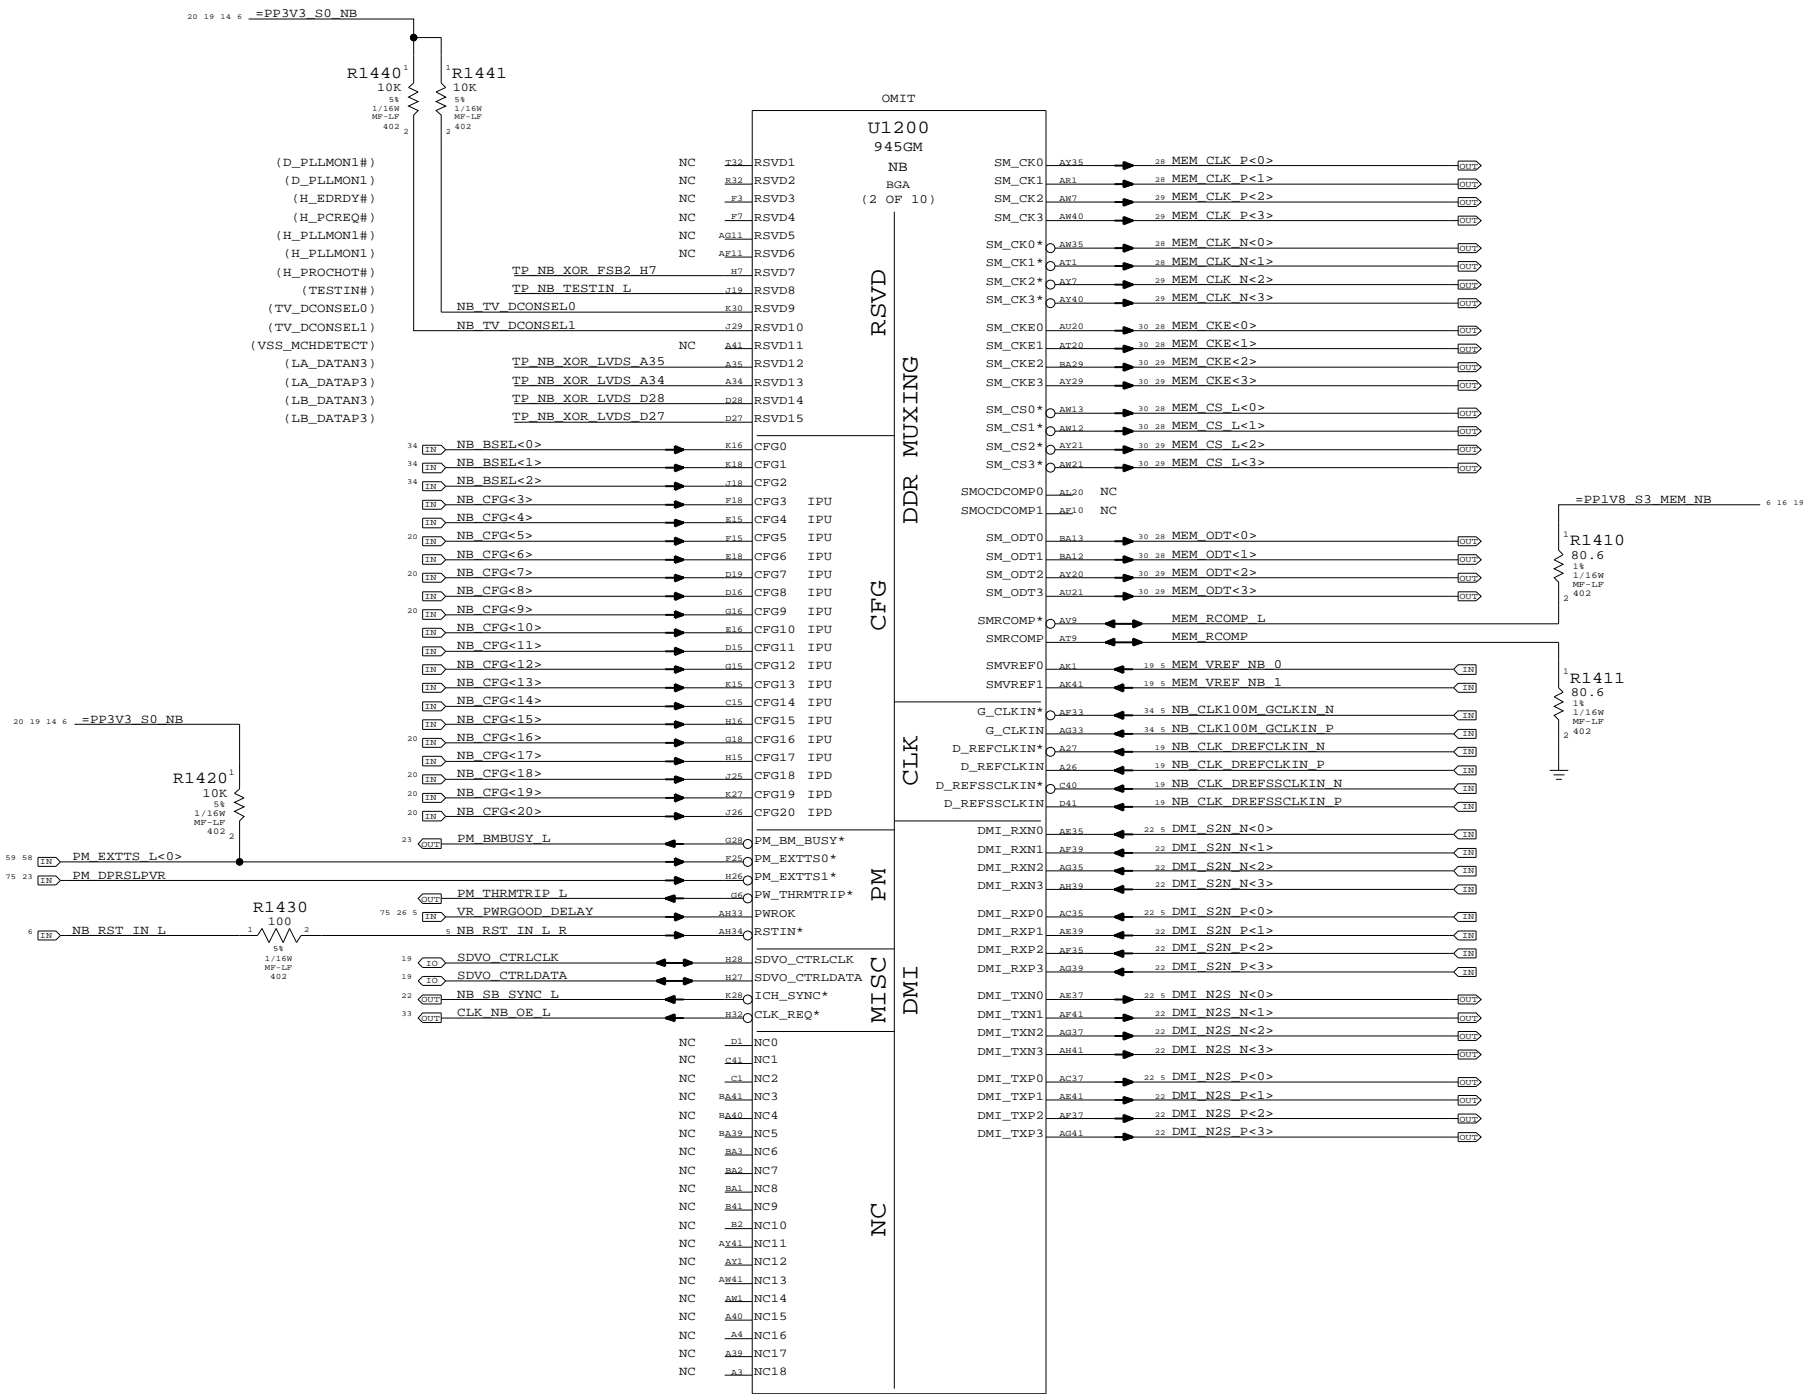 20 19 14 6 =PP3V3_S0_NB
R1440 1
10K
5%
1/16W
MF-LF
402 2
1 R1441
10K
5%
1/16W
MF-LF
2 402
OMIT
U1200
945GM
NB
BGA
(2 OF 10)
RSVD
(D_PLLMON1#) NC T32 RSVD1
(D_PLLMON1) NC R32 RSVD2
(H_EDRDY#) NC F3 RSVD3
(H_PCREQ#) NC F7 RSVD4
(H_PLLMON1#) NC AG11 RSVD5
(H_PLLMON1) NC AF11 RSVD6
(H_PROCHOT#) TP_NB_XOR_FSB2_H7 H7 RSVD7
(TESTIN#) TP_NB_TESTIN_L J19 RSVD8
(TV_DCONSEL0) NB_TV_DCONSEL0 K30 RSVD9
(TV_DCONSEL1) NB_TV_DCONSEL1 J29 RSVD10
(VSS_MCHDETECT) NC A41 RSVD11
(LA_DATAN3) TP_NB_XOR_LVDS_A35 A35 RSVD12
(LA_DATAP3) TP_NB_XOR_LVDS_A34 A34 RSVD13
(LB_DATAN3) TP_NB_XOR_LVDS_D28 D28 RSVD14
(LB_DATAP3) TP_NB_XOR_LVDS_D27 D27 RSVD15
CFG
34 IN NB_BSEL<0> K16 CFG0
34 IN NB_BSEL<1> K18 CFG1
34 IN NB_BSEL<2> J18 CFG2
IN NB_CFG<3> F18 CFG3 IPU
IN NB_CFG<4> E15 CFG4 IPU
20 IN NB_CFG<5> F15 CFG5 IPU
IN NB_CFG<6> E18 CFG6 IPU
20 IN NB_CFG<7> D19 CFG7 IPU
IN NB_CFG<8> D16 CFG8 IPU
20 IN NB_CFG<9> G16 CFG9 IPU
IN NB_CFG<10> E16 CFG10 IPU
IN NB_CFG<11> D15 CFG11 IPU
IN NB_CFG<12> G15 CFG12 IPU
IN NB_CFG<13> K15 CFG13 IPU
IN NB_CFG<14> C15 CFG14 IPU
IN NB_CFG<15> H16 CFG15 IPU
20 IN NB_CFG<16> G18 CFG16 IPU
IN NB_CFG<17> H15 CFG17 IPU
20 IN NB_CFG<18> J25 CFG18 IPD
20 IN NB_CFG<19> K27 CFG19 IPD
20 IN NB_CFG<20> J26 CFG20 IPD
20 19 14 6 =PP3V3_S0_NB
R1420 1
10K
5%
1/16W
MF-LF
402 2
PM
23 OUT PM_BMBUSY_L G28 PM_BM_BUSY*
59 58 IN PM_EXTTS_L<0> F25 PM_EXTTS0*
75 23 IN PM_DPRSLPVR H26 PM_EXTTS1*
OUT PM_THRMTRIP_L G6 PW_THRMTRIP*
75 26 5 IN VR_PWRGOOD_DELAY AH33 PWROK
6 IN NB_RST_IN_L 1 2 5 NB_RST_IN_L_R AH34 RSTIN*
R1430
100
5%
1/16W
MF-LF
402
MISC
19 IO SDVO_CTRLCLK H28 SDVO_CTRLCLK
19 IO SDVO_CTRLDATA H27 SDVO_CTRLDATA
22 OUT NB_SB_SYNC_L K28 ICH_SYNC*
33 OUT CLK_NB_OE_L H32 CLK_REQ*
NC
NC D1 NC0
NC C41 NC1
NC C1 NC2
NC BA41 NC3
NC BA40 NC4
NC BA39 NC5
NC BA3 NC6
NC BA2 NC7
NC BA1 NC8
NC B41 NC9
NC B2 NC10
NC AY41 NC11
NC AY1 NC12
NC AW41 NC13
NC AW1 NC14
NC A40 NC15
NC A4 NC16
NC A39 NC17
NC A3 NC18
DDR MUXING
SM_CK0 AY35 28 MEM_CLK_P<0> OUT
SM_CK1 AR1 28 MEM_CLK_P<1> OUT
SM_CK2 AW7 29 MEM_CLK_P<2> OUT
SM_CK3 AW40 29 MEM_CLK_P<3> OUT
SM_CK0* AW35 28 MEM_CLK_N<0> OUT
SM_CK1* AT1 28 MEM_CLK_N<1> OUT
SM_CK2* AY7 29 MEM_CLK_N<2> OUT
SM_CK3* AY40 29 MEM_CLK_N<3> OUT
SM_CKE0 AU20 30 28 MEM_CKE<0> OUT
SM_CKE1 AT20 30 28 MEM_CKE<1> OUT
SM_CKE2 BA29 30 29 MEM_CKE<2> OUT
SM_CKE3 AY29 30 29 MEM_CKE<3> OUT
SM_CS0* AW13 30 28 MEM_CS_L<0> OUT
SM_CS1* AW12 30 28 MEM_CS_L<1> OUT
SM_CS2* AY21 30 29 MEM_CS_L<2> OUT
SM_CS3* AW21 30 29 MEM_CS_L<3> OUT
SMOCDCOMP0 AL20 NC
SMOCDCOMP1 AF10 NC
SM_ODT0 BA13 30 28 MEM_ODT<0> OUT
SM_ODT1 BA12 30 28 MEM_ODT<1> OUT
SM_ODT2 AY20 30 29 MEM_ODT<2> OUT
SM_ODT3 AU21 30 29 MEM_ODT<3> OUT
SMRCOMP* AV9 MEM_RCOMP_L
SMRCOMP AT9 MEM_RCOMP
SMVREF0 AK1 19 5 MEM_VREF_NB_0 IN
SMVREF1 AK41 19 5 MEM_VREF_NB_1 IN
=PP1V8_S3_MEM_NB 6 16 19
1 R1410
80.6
1%
1/16W
MF-LF
2 402
1 R1411
80.6
1%
1/16W
MF-LF
2 402
CLK
G_CLKIN* AF33 34 5 NB_CLK100M_GCLKIN_N IN
G_CLKIN AG33 34 5 NB_CLK100M_GCLKIN_P IN
D_REFCLKIN* A27 19 NB_CLK_DREFCLKIN_N IN
D_REFCLKIN A26 19 NB_CLK_DREFCLKIN_P IN
D_REFSSCLKIN* C40 19 NB_CLK_DREFSSCLKIN_N IN
D_REFSSCLKIN D41 19 NB_CLK_DREFSSCLKIN_P IN
DMI
DMI_RXN0 AE35 22 5 DMI_S2N_N<0> IN
DMI_RXN1 AF39 22 DMI_S2N_N<1> IN
DMI_RXN2 AG35 22 DMI_S2N_N<2> IN
DMI_RXN3 AH39 22 DMI_S2N_N<3> IN
DMI_RXP0 AC35 22 5 DMI_S2N_P<0> IN
DMI_RXP1 AE39 22 DMI_S2N_P<1> IN
DMI_RXP2 AF35 22 DMI_S2N_P<2> IN
DMI_RXP3 AG39 22 DMI_S2N_P<3> IN
DMI_TXN0 AE37 22 5 DMI_N2S_N<0> OUT
DMI_TXN1 AF41 22 DMI_N2S_N<1> OUT
DMI_TXN2 AG37 22 DMI_N2S_N<2> OUT
DMI_TXN3 AH41 22 DMI_N2S_N<3> OUT
DMI_TXP0 AC37 22 5 DMI_N2S_P<0> OUT
DMI_TXP1 AE41 22 DMI_N2S_P<1> OUT
DMI_TXP2 AF37 22 DMI_N2S_P<2> OUT
DMI_TXP3 AG41 22 DMI_N2S_P<3> OUT